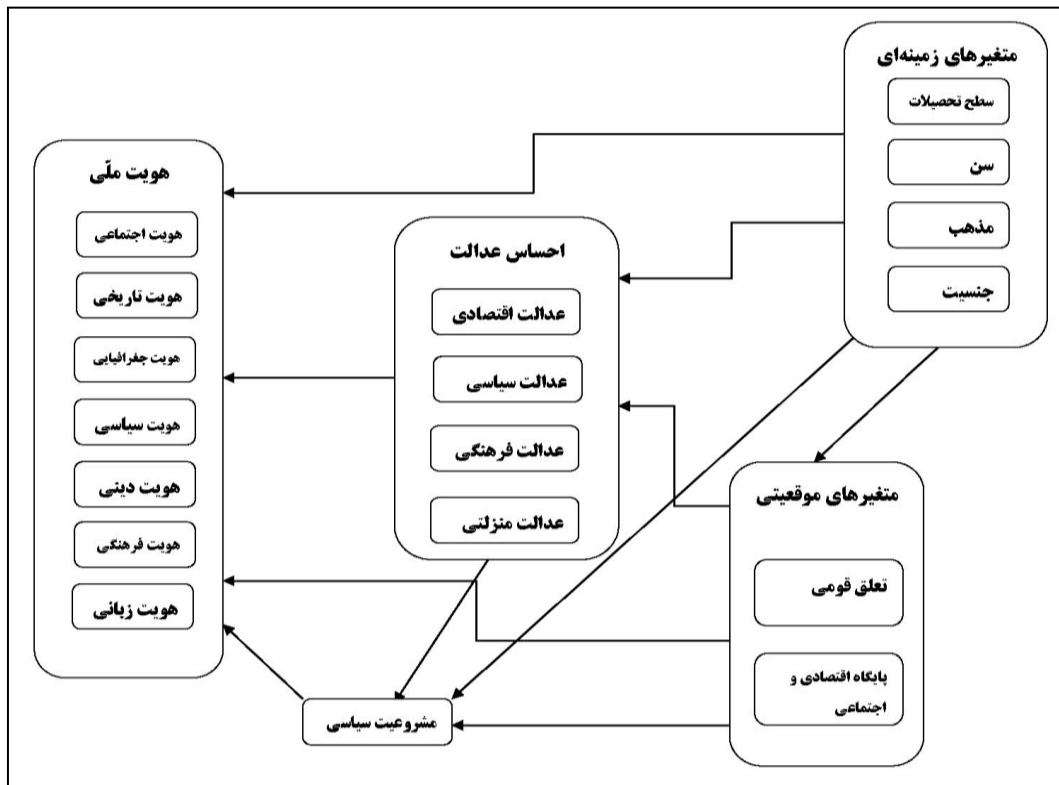 متغیرهای زمینه‌ای
سطح تحصیلات
سن
مذهب
جنسیت
متغیرهای موقعیتی
تعلق قومی
پایگاه اقتصادی و
اجتماعی
احساس عدالت
عدالت اقتصادی
عدالت سیاسی
عدالت فرهنگی
عدالت منزلتی
مشروعیت سیاسی
هویت ملّی
هویت اجتماعی
هویت تاریخی
هویت جغرافیایی
هویت سیاسی
هویت دینی
هویت فرهنگی
هویت زبانی